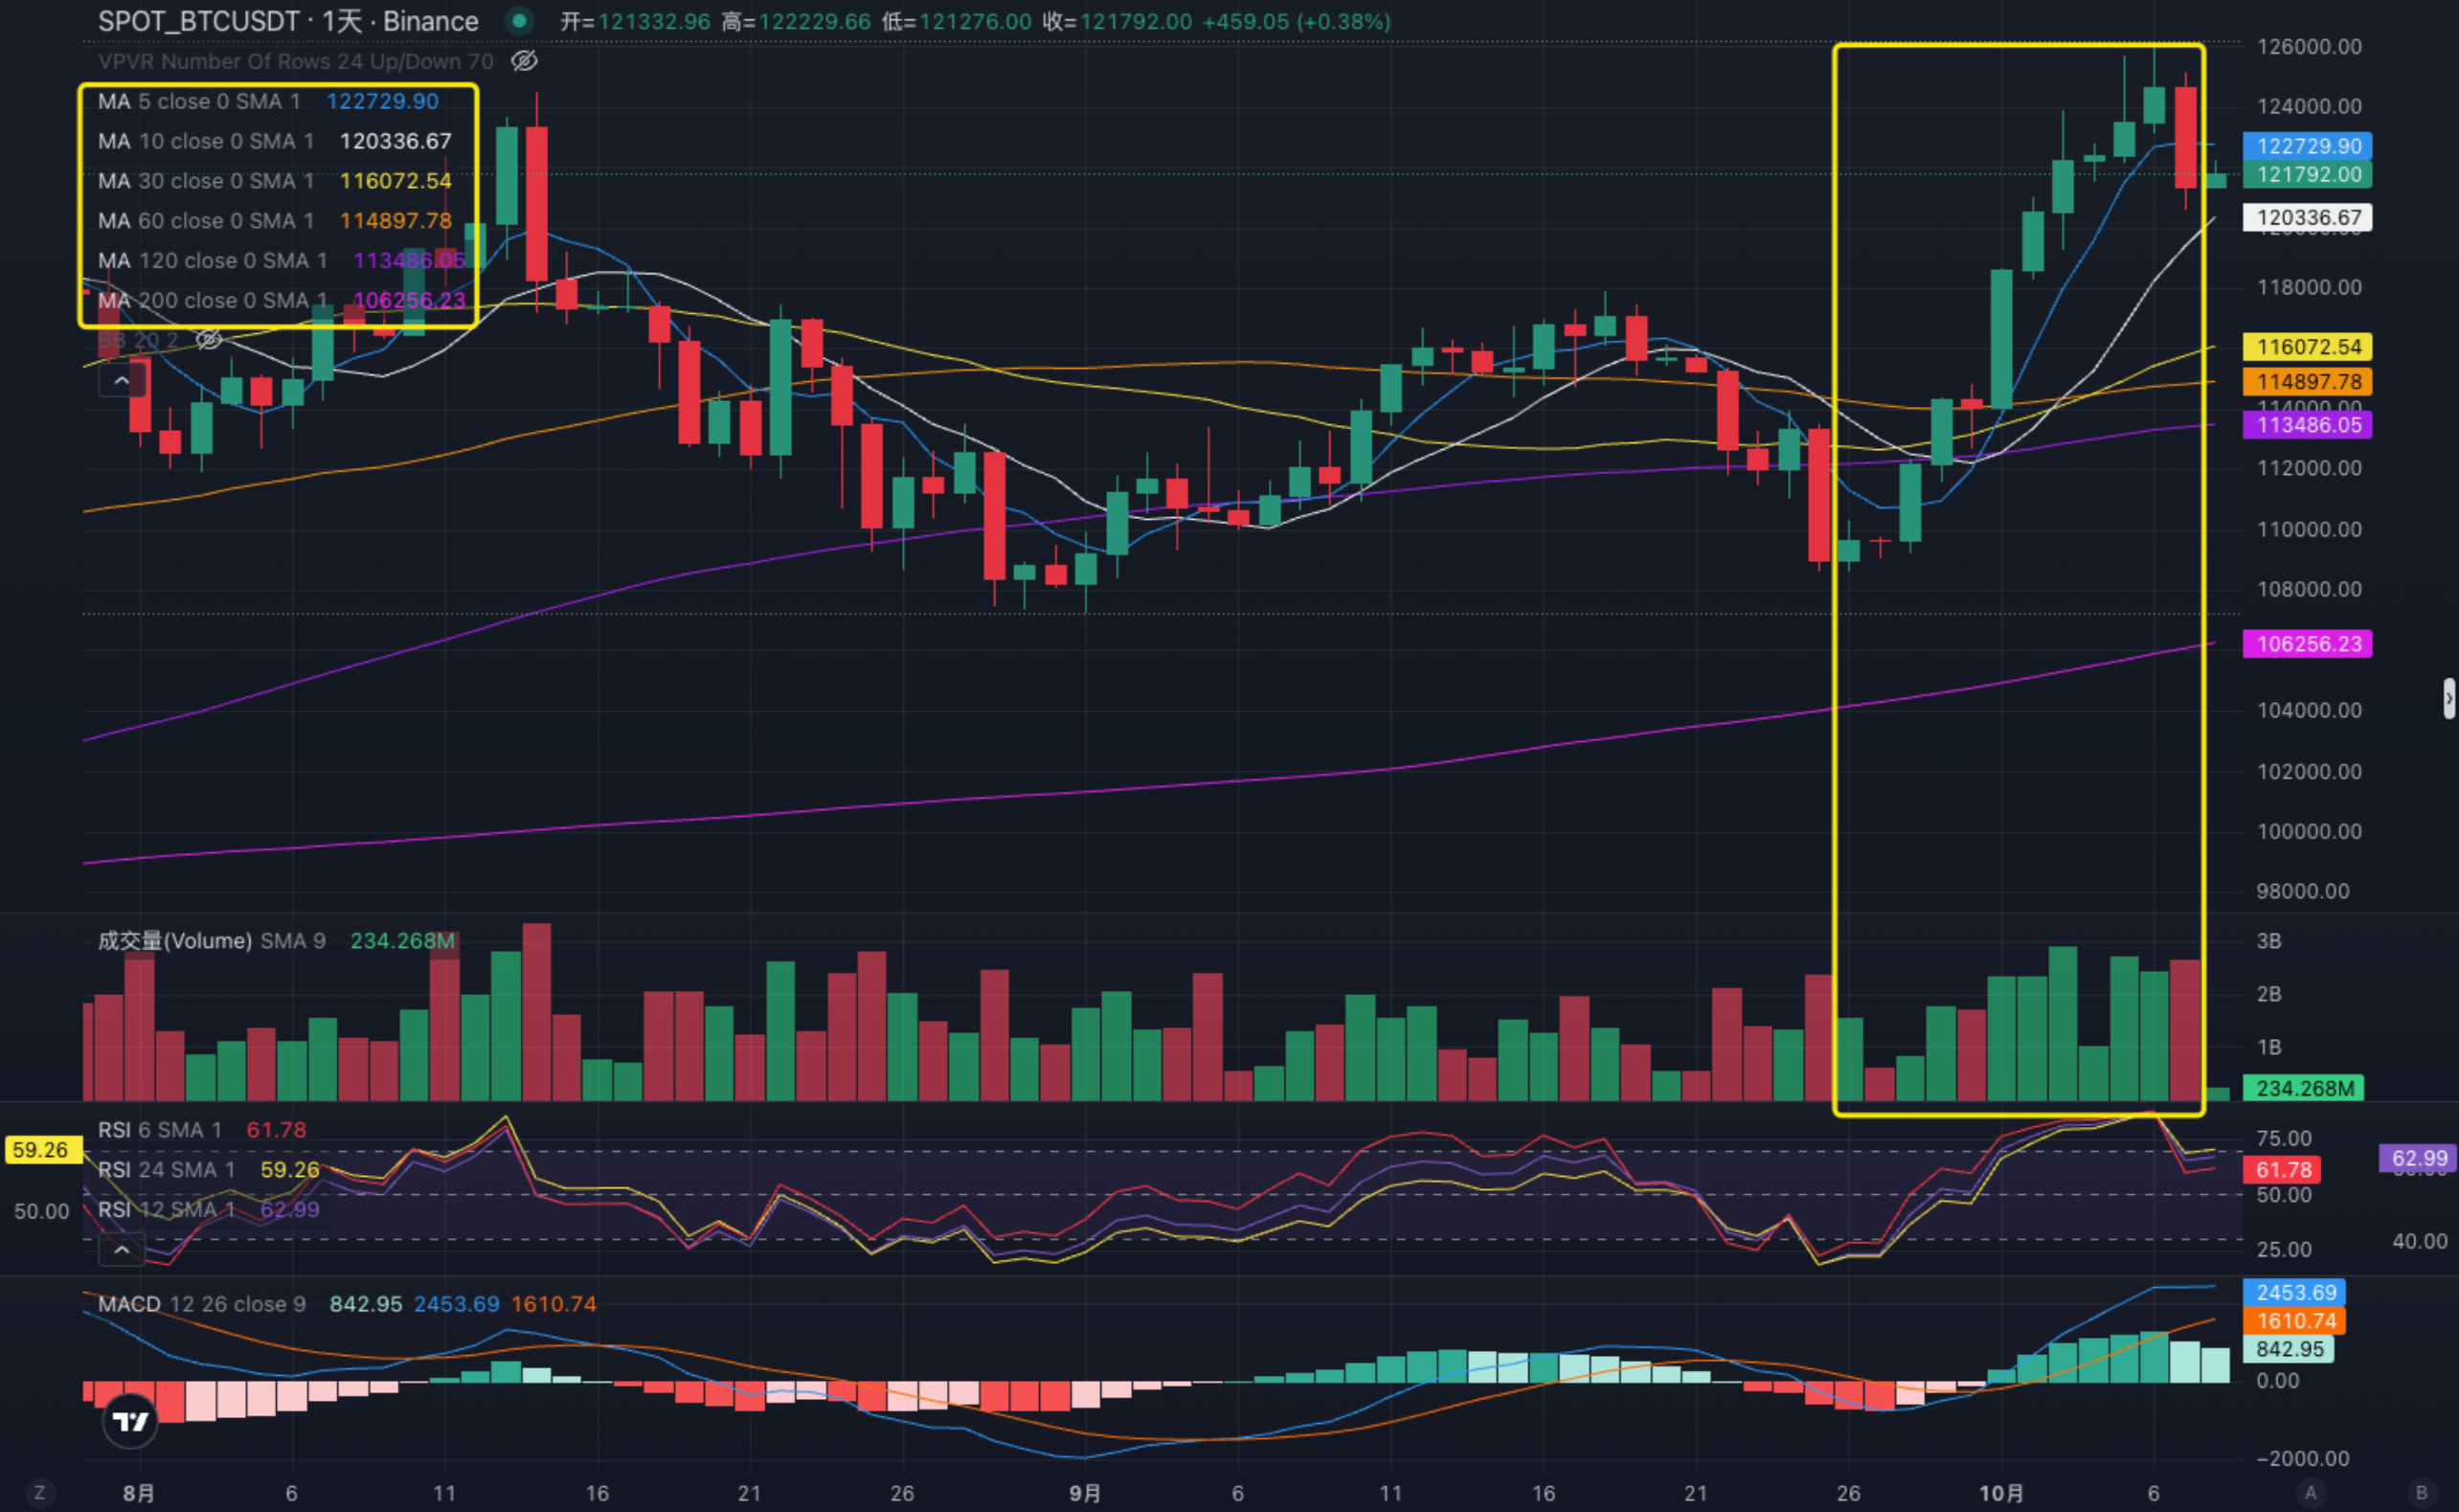 SPOT_BTCUSDT · 1天 · Binance 开=121332.96 高=122229.66 低=121276.00 收=121792.00 +459.05 (+0.38%)
VPVR Number Of Rows 24 Up/Down 70
MA 5 close 0 SMA 1 122729.90
MA 10 close 0 SMA 1 120336.67
MA 30 close 0 SMA 1 116072.54
MA 60 close 0 SMA 1 114897.78
MA 120 close 0 SMA 1 113486.05
MA 200 close 0 SMA 1 106256.23
BB 20 2
126000.00
124000.00
122729.90
121792.00
120336.67
120000.00
118000.00
116072.54
114897.78
114000.00
113486.05
112000.00
110000.00
108000.00
106256.23
104000.00
102000.00
100000.00
98000.00
成交量(Volume) SMA 9 234.268M
3B
2B
1B
234.268M
RSI 6 SMA 1 61.78
RSI 24 SMA 1 59.26
RSI 12 SMA 1 62.99
59.26
50.00
75.00
61.78
50.00
25.00
62.99
40.00
MACD 12 26 close 9 842.95 2453.69 1610.74
2453.69
1610.74
842.95
0.00
−2000.00
Z 8月 6 11 16 21 26 9月 6 11 16 21 26 10月 6 A B